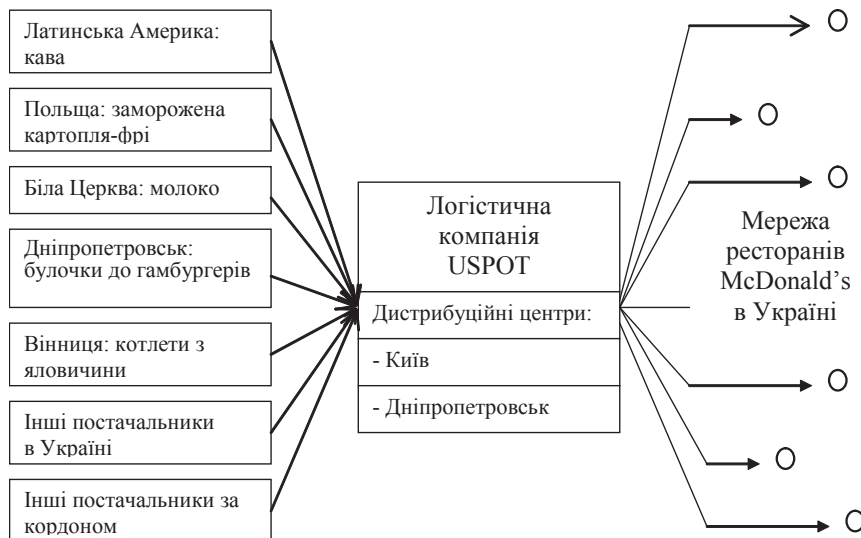 Латинська Америка:
кава
Польща: заморожена
картопля-фрі
Біла Церква: молоко
Дніпропетровськ:
булочки до гамбургерів
Вінниця: котлети з
яловичини
Інші постачальники
в Україні
Інші постачальники за
кордоном
Логістична
компанія
USPOT
Дистрибуційні центри:
- Київ
- Дніпропетровськ
Мережа
ресторанів
McDonald’s
в Україні